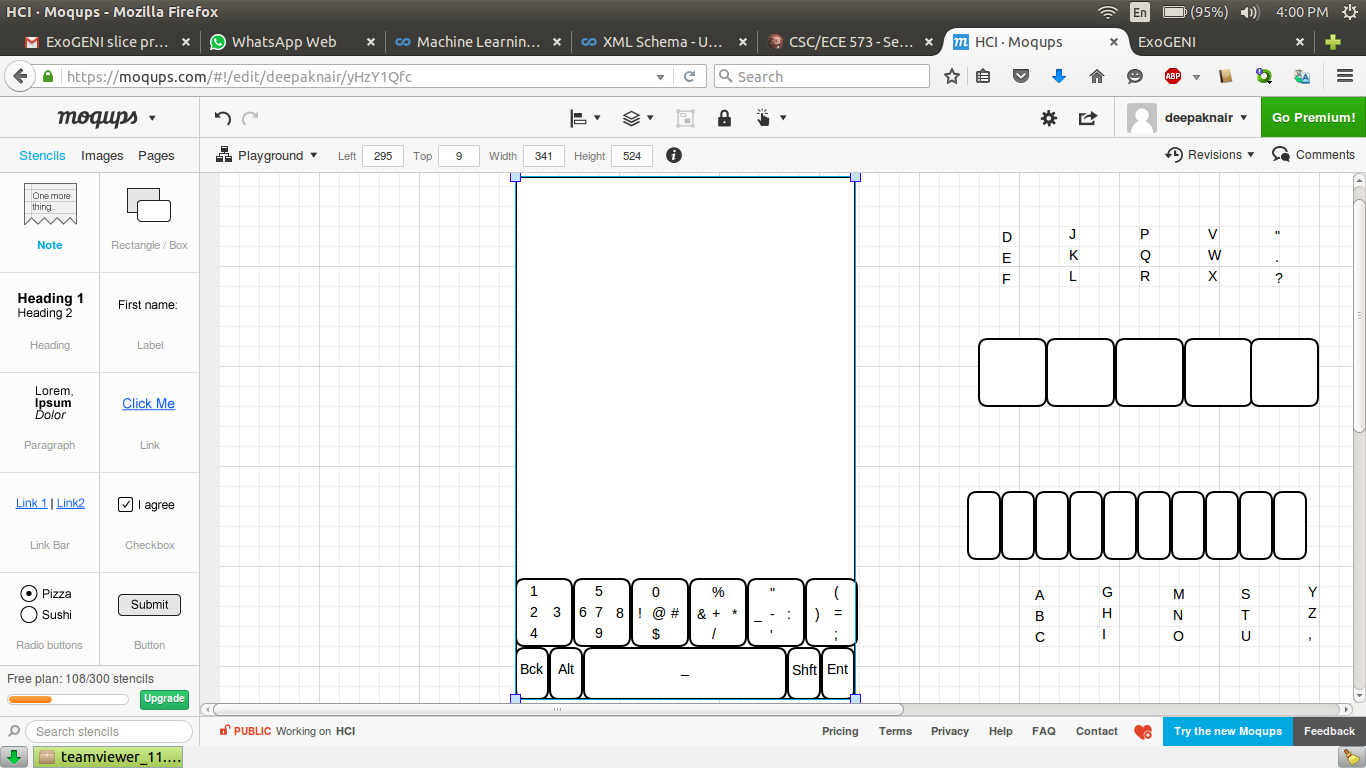 HCI · Moqups - Mozilla Firefox
En (95%) 4:00 PM
ExoGENI slice pr... × WhatsApp Web × Machine Learnin... × XML Schema - U... × CSC/ECE 573 - Se... × HCI · Moqups × ExoGENI ×
https://moqups.com/#!/edit/deepaknair/yHzY1Qfc Search ABP
moqups deepaknair Go Premium!
Stencils Images Pages Playground Left 295 Top 9 Width 341 Height 524 Revisions Comments
One more
thing..
Note Rectangle / Box
Heading 1
Heading 2 First name:
Heading Label
Lorem,
Ipsum Click Me
Dolor
Paragraph Link
Link 1 | Link2 I agree
Link Bar Checkbox
Pizza
Sushi Submit
Radio buttons Button
Free plan: 108/300 stencils
Upgrade
Search stencils
D J P V "
E K Q W .
F L R X ?
1 5 0 % " (
2 3 6 7 8 ! @ # & + * _ - : ) =
4 9 $ / ' ;
Bck Alt _ Shft Ent
A G M S Y
B H N T Z
C I O U ,
PUBLIC Working on HCI Pricing Terms Privacy Help FAQ Contact Try the new Moqups Feedback
teamviewer_11....